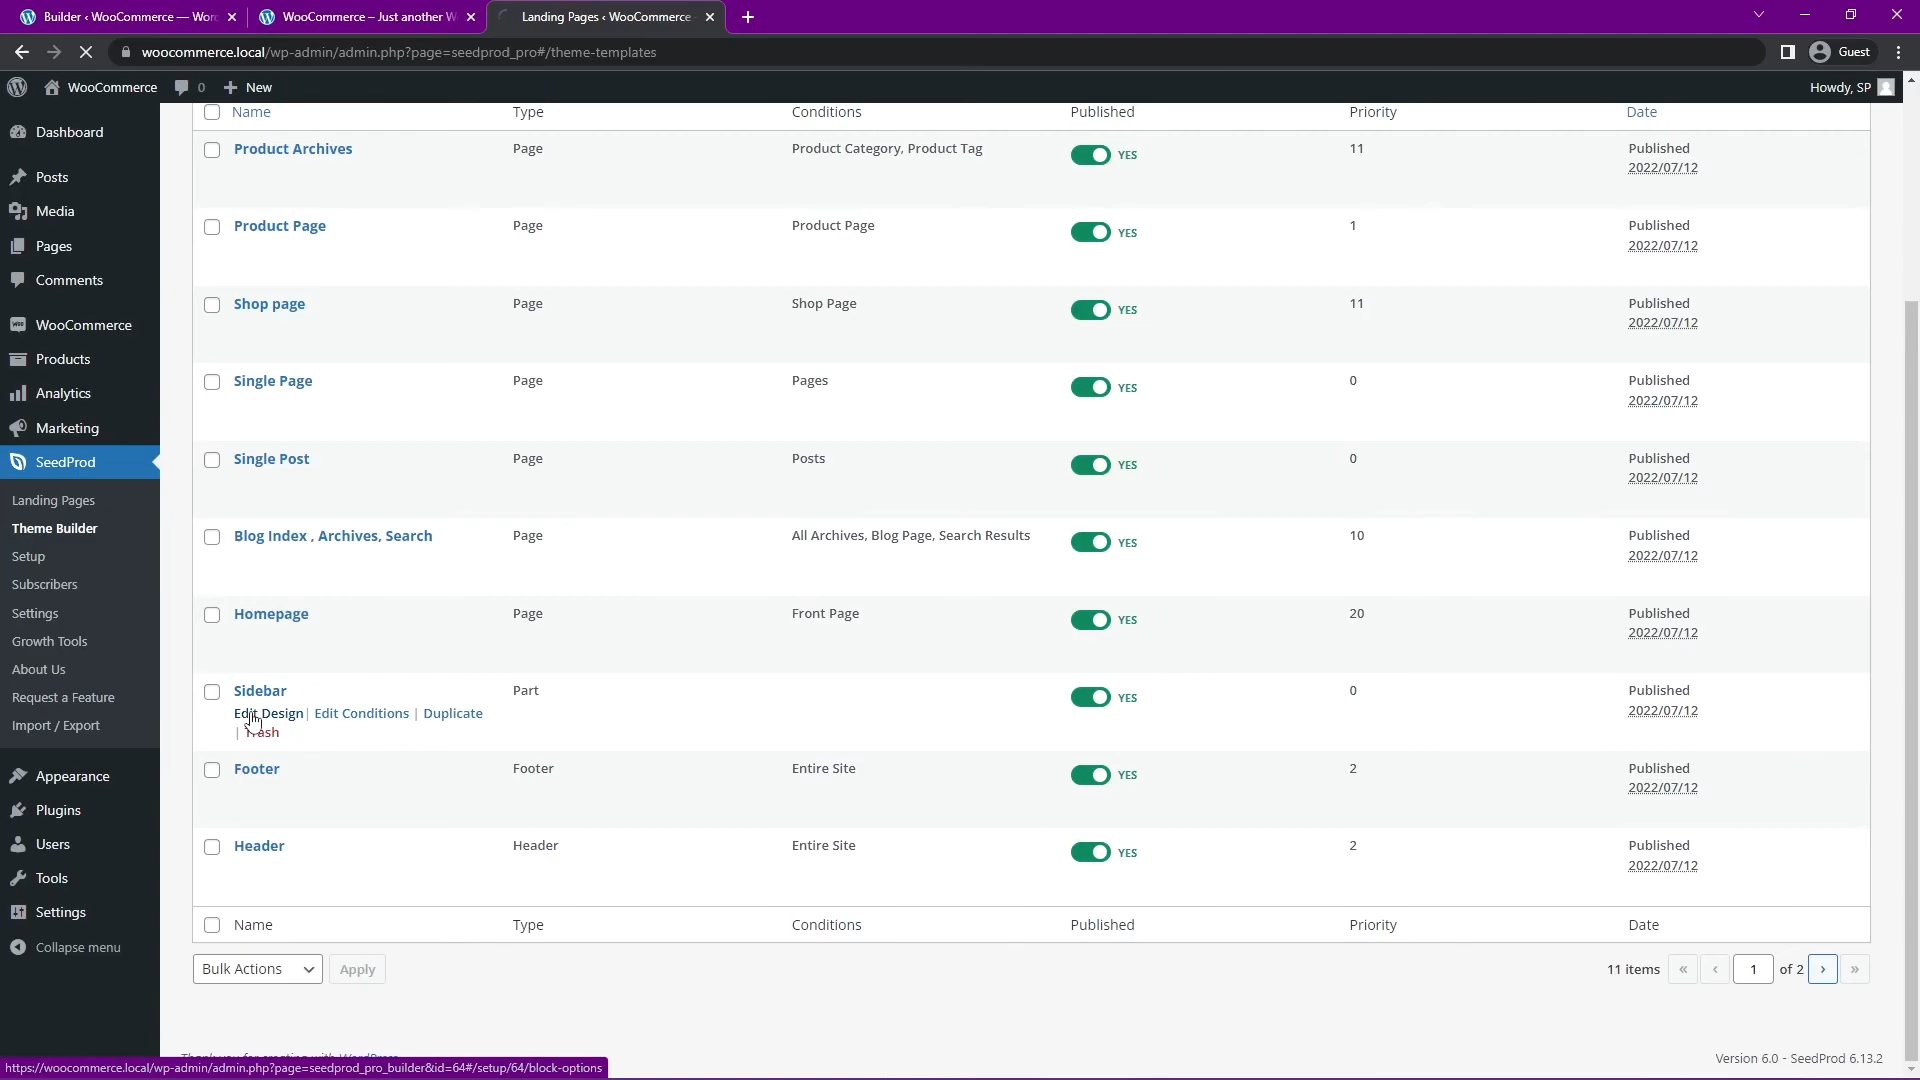 Builder ‹ WooCommerce — Wor
WooCommerce – Just another W
Landing Pages ‹ WooCommerce
woocommerce.local/wp-admin/admin.php?page=seedprod_pro#/theme-templates
Guest
WooCommerce
0
New
Howdy, SP
Dashboard
Posts
Media
Pages
Comments
WooCommerce
Products
Analytics
Marketing
SeedProd
Landing Pages
Theme Builder
Setup
Subscribers
Settings
Growth Tools
About Us
Request a Feature
Import / Export
Appearance
Plugins
Users
Tools
Settings
Collapse menu
Name Type Conditions Published Priority Date
Product Archives Page Product Category, Product Tag YES 11 Published
2022/07/12
Product Page Page Product Page YES 1 Published
2022/07/12
Shop page Page Shop Page YES 11 Published
2022/07/12
Single Page Page Pages YES 0 Published
2022/07/12
Single Post Page Posts YES 0 Published
2022/07/12
Blog Index , Archives, Search Page All Archives, Blog Page, Search Results YES 10 Published
2022/07/12
Homepage Page Front Page YES 20 Published
2022/07/12
Sidebar Part YES 0 Published
2022/07/12
Edit Design | Edit Conditions | Duplicate
| Trash
Footer Footer Entire Site YES 2 Published
2022/07/12
Header Header Entire Site YES 2 Published
2022/07/12
Name Type Conditions Published Priority Date
Bulk Actions Apply 11 items « ‹ 1 of 2 › »
Thank you for creating with WordPress
Version 6.0 - SeedProd 6.13.2
https://woocommerce.local/wp-admin/admin.php?page=seedprod_pro_builder&id=64#/setup/64/block-options